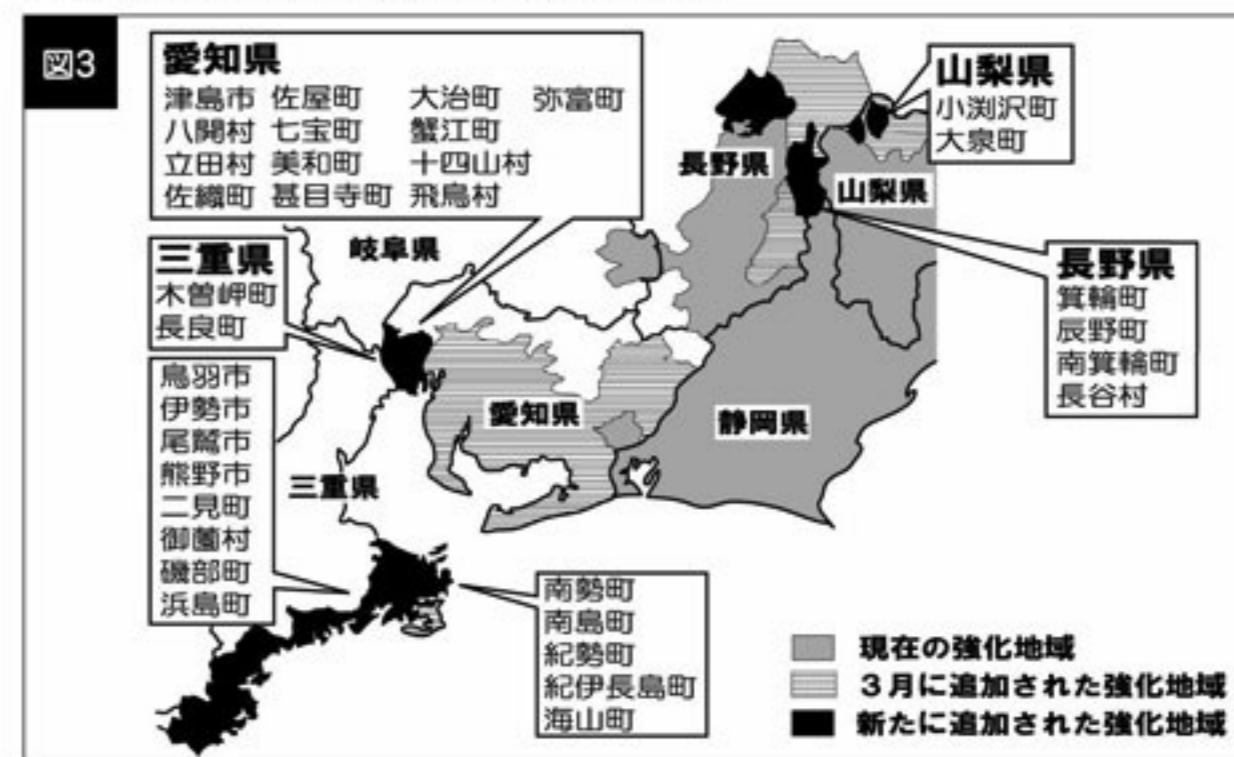 図3
愛知県
津島市 佐屋町 大治町 弥富町
八開村 七宝町 蟹江町
立田村 美和町 十四山村
佐織町 甚目寺町 飛鳥村
山梨県
小渕沢町
大泉町
長野県
山梨県
岐阜県
三重県
木曽岬町
長良町
長野県
箕輪町
辰野町
南箕輪町
長谷村
鳥羽市
伊勢市
尾鷲市
熊野市
二見町
御薗村
磯部町
浜島町
愛知県
静岡県
三重県
南勢町
南島町
紀勢町
紀伊長島町
海山町
現在の強化地域
3月に追加された強化地域
新たに追加された強化地域